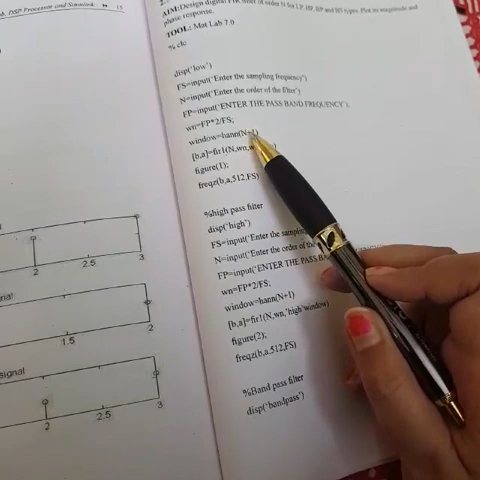 DSP Processor and Simulink 15
AIM:Design digital FIR filter of order N for LP, HP, BP and BS types. Plot its magnitude and
phase response.
TOOL: Mat Lab 7.0
% clc
disp('low')
FS=input('Enter the sampling frequency')
N=input('Enter the order of the filter')
FP=input('ENTER THE PASS BAND FREQUENCY');
wn=FP*2/FS;
window=hann(N+1)
[b,a]=fir1(N,wn,
figure(1);
freqz(b,a,512,FS)
%high pass filter
disp('high')
FS=input('Enter the sampling
N=input('Enter the order of the
FP=input('ENTER THE PASS
wn=FP*2/FS;
window=hann(N+1)
[b,a]=fir1(N,wn,'high'window)
figure(2);
freqz(b,a,512,FS)
%Band pass filter
disp('bandpass')
2 2.5 3
1.5 2
signal
2 2.5 3